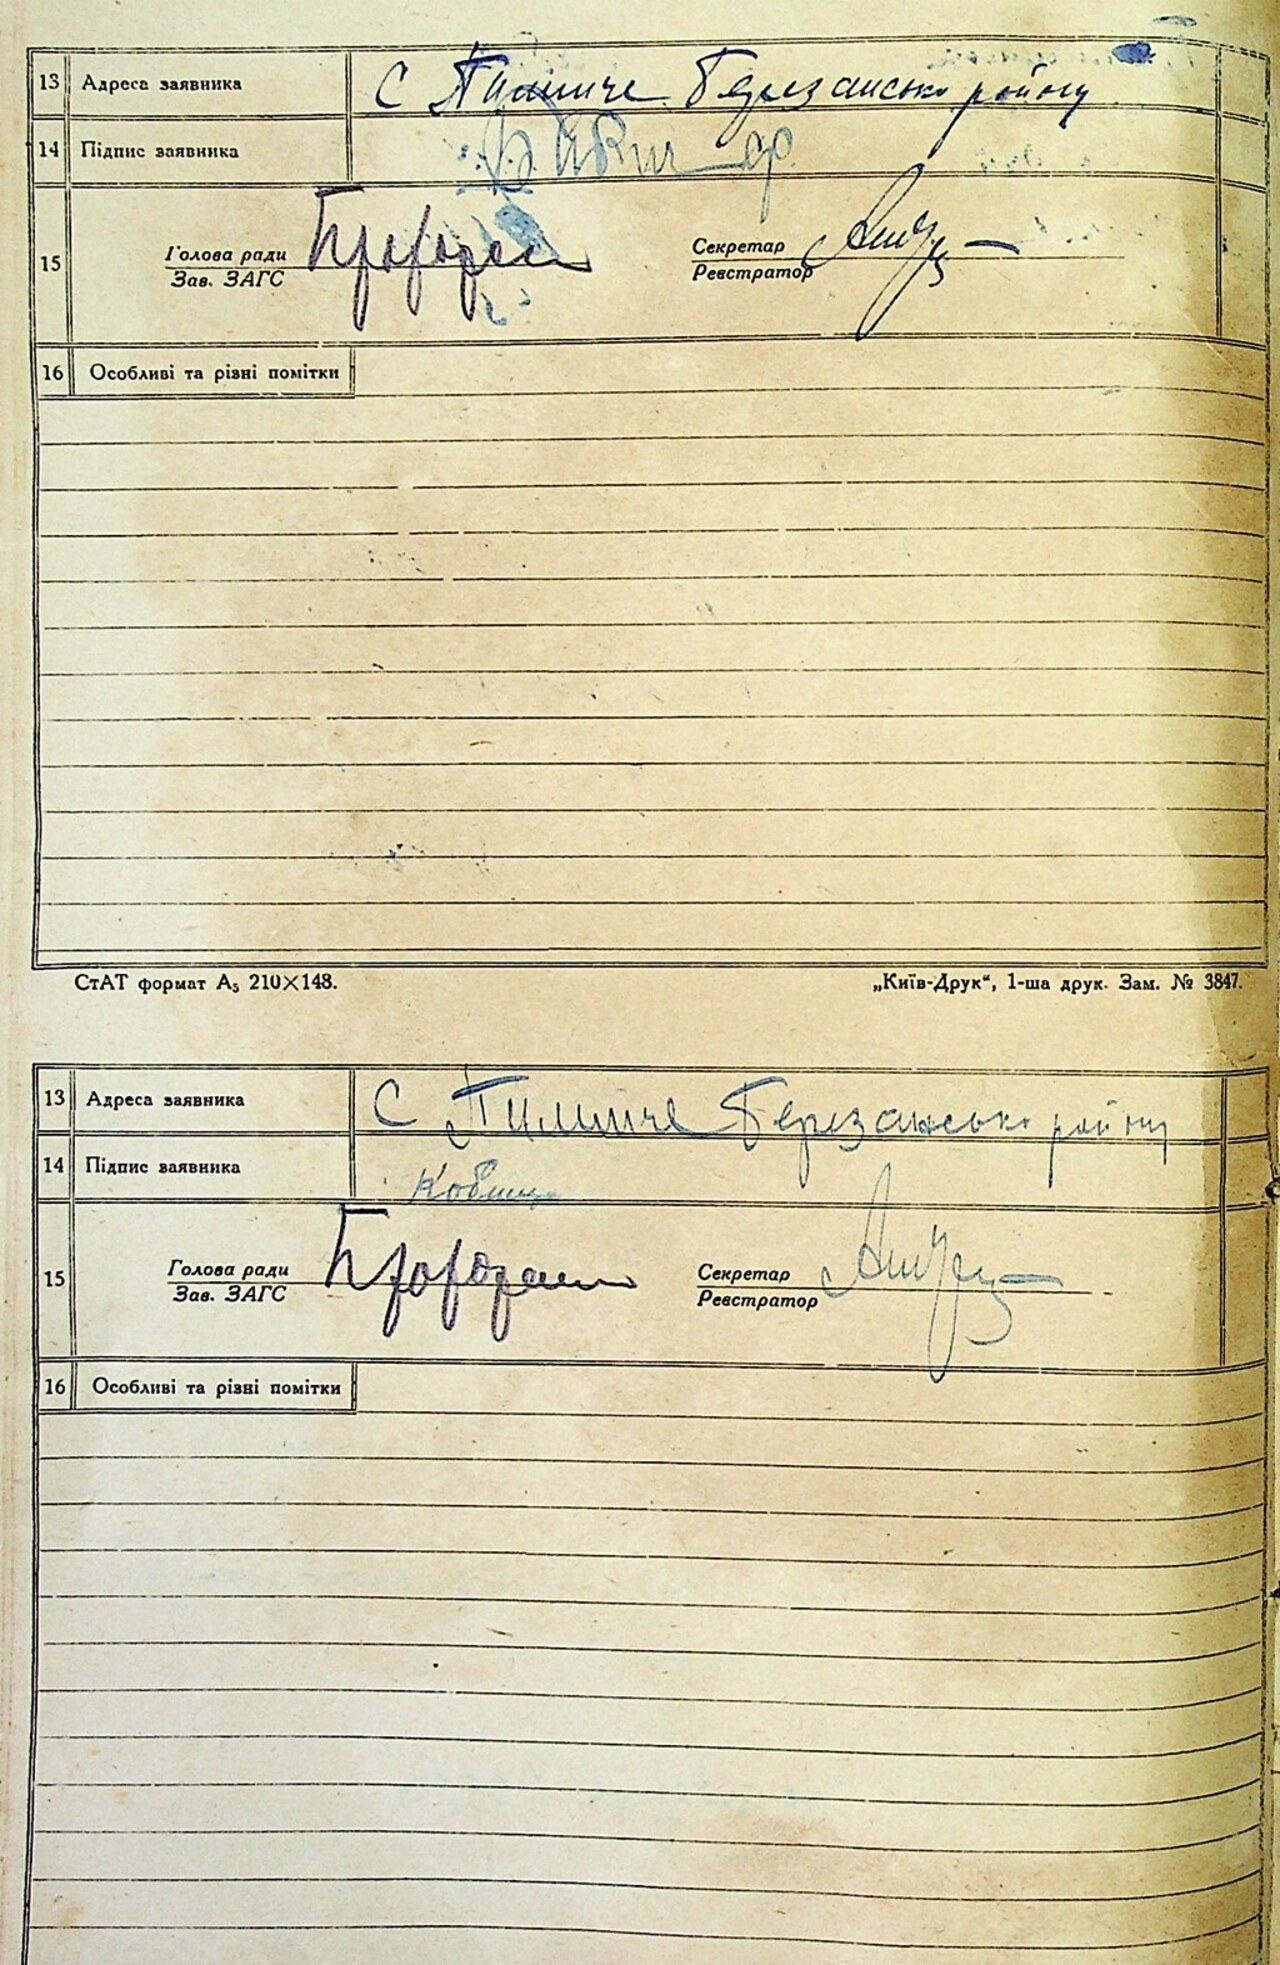 13 Адреса заявника С Пилипче Березанського району
14 Підпис заявника
Голова ради Секретар
15
Зав. ЗАГС Реєстратор
16 Особливі та різні помітки
СтАТ формат А₅ 210×148. „Київ-Друк“, 1-ша друк. Зам. № 3847.
13 Адреса заявника С Пилипче Березанського району
14 Підпис заявника
Голова ради Секретар
15
Зав. ЗАГС Реєстратор
16 Особливі та різні помітки